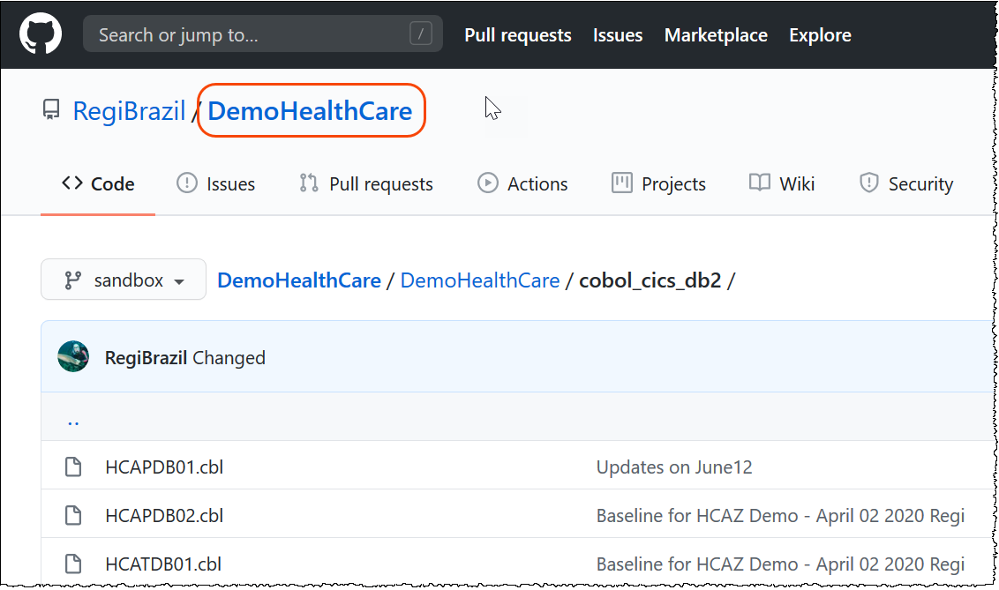 Search or jump to... / Pull requests Issues Marketplace Explore
RegiBrazil / DemoHealthCare
<> Code Issues Pull requests Actions Projects Wiki Security
sandbox DemoHealthCare / DemoHealthCare / cobol_cics_db2 /
RegiBrazil Changed
..
HCAPDB01.cbl Updates on June12
HCAPDB02.cbl Baseline for HCAZ Demo - April 02 2020 Regi
HCATDB01.cbl Baseline for HCAZ Demo - April 02 2020 Regi